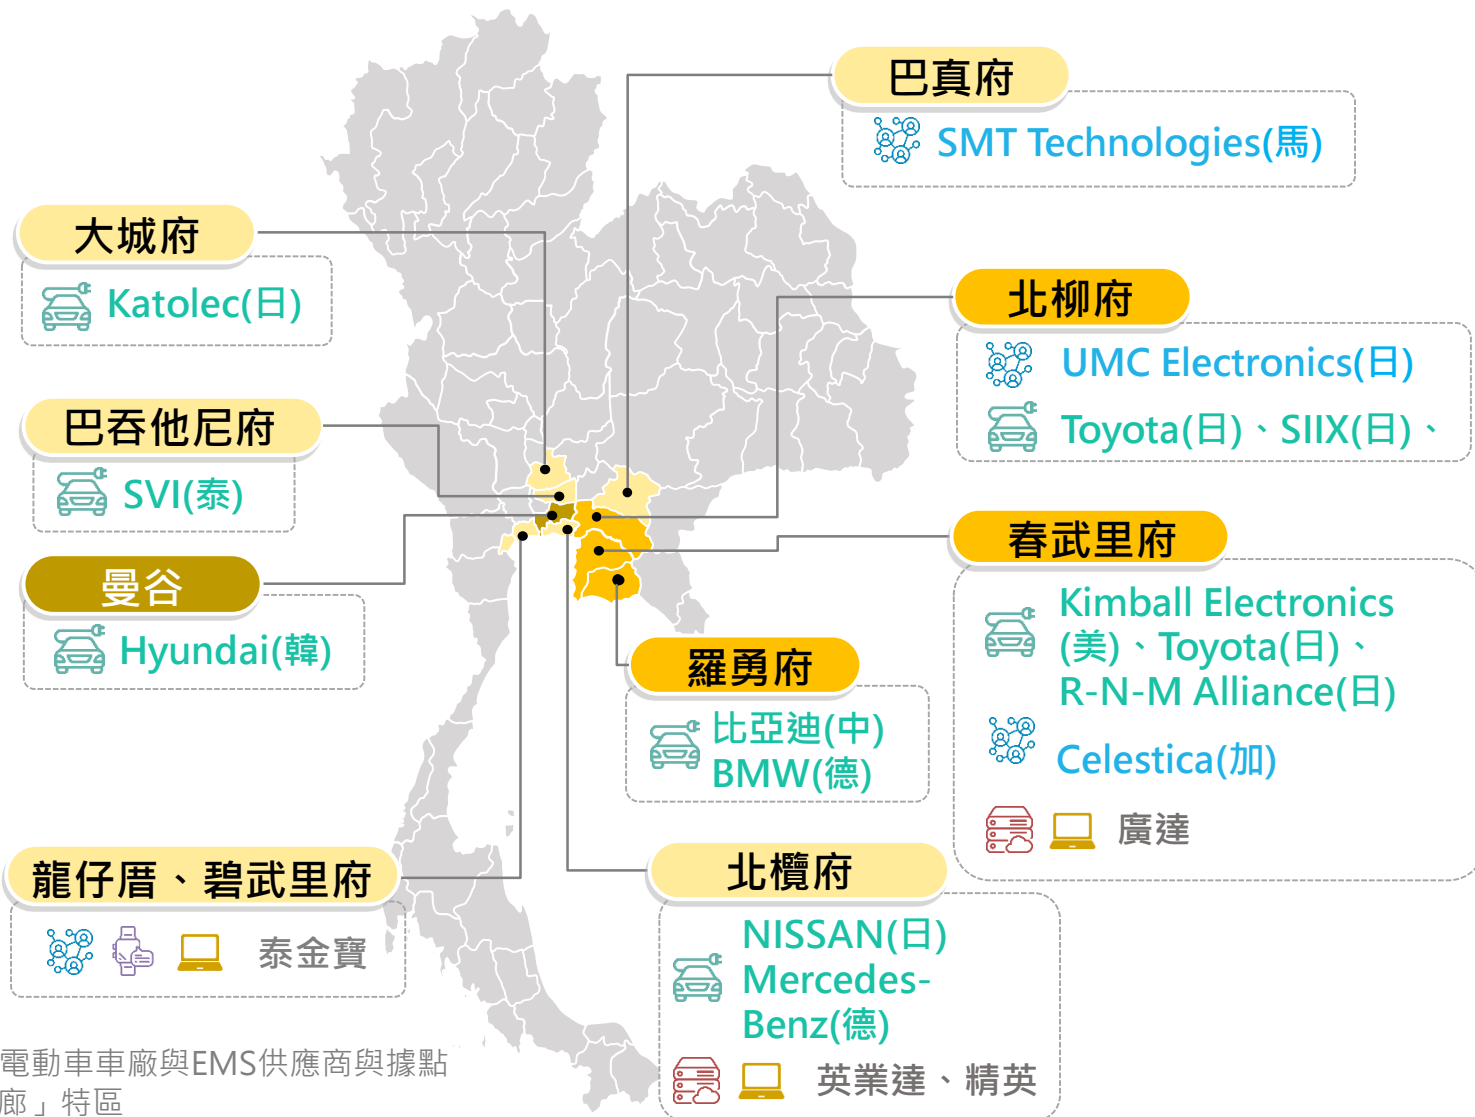 巴真府
SMT Technologies(馬)
大城府
Katolec(日)
北柳府
UMC Electronics(日)
Toyota(日)、SIIX(日)、
巴吞他尼府
SVI(泰)
春武里府
Kimball Electronics
(美)、Toyota(日)、
R-N-M Alliance(日)
Celestica(加)
廣達
曼谷
Hyundai(韓)
羅勇府
比亞迪(中)
BMW(德)
龍仔厝、碧武里府
泰金寶
北欖府
NISSAN(日)
Mercedes-
Benz(德)
英業達、精英
電動車車廠與EMS供應商與據點
廊」特區